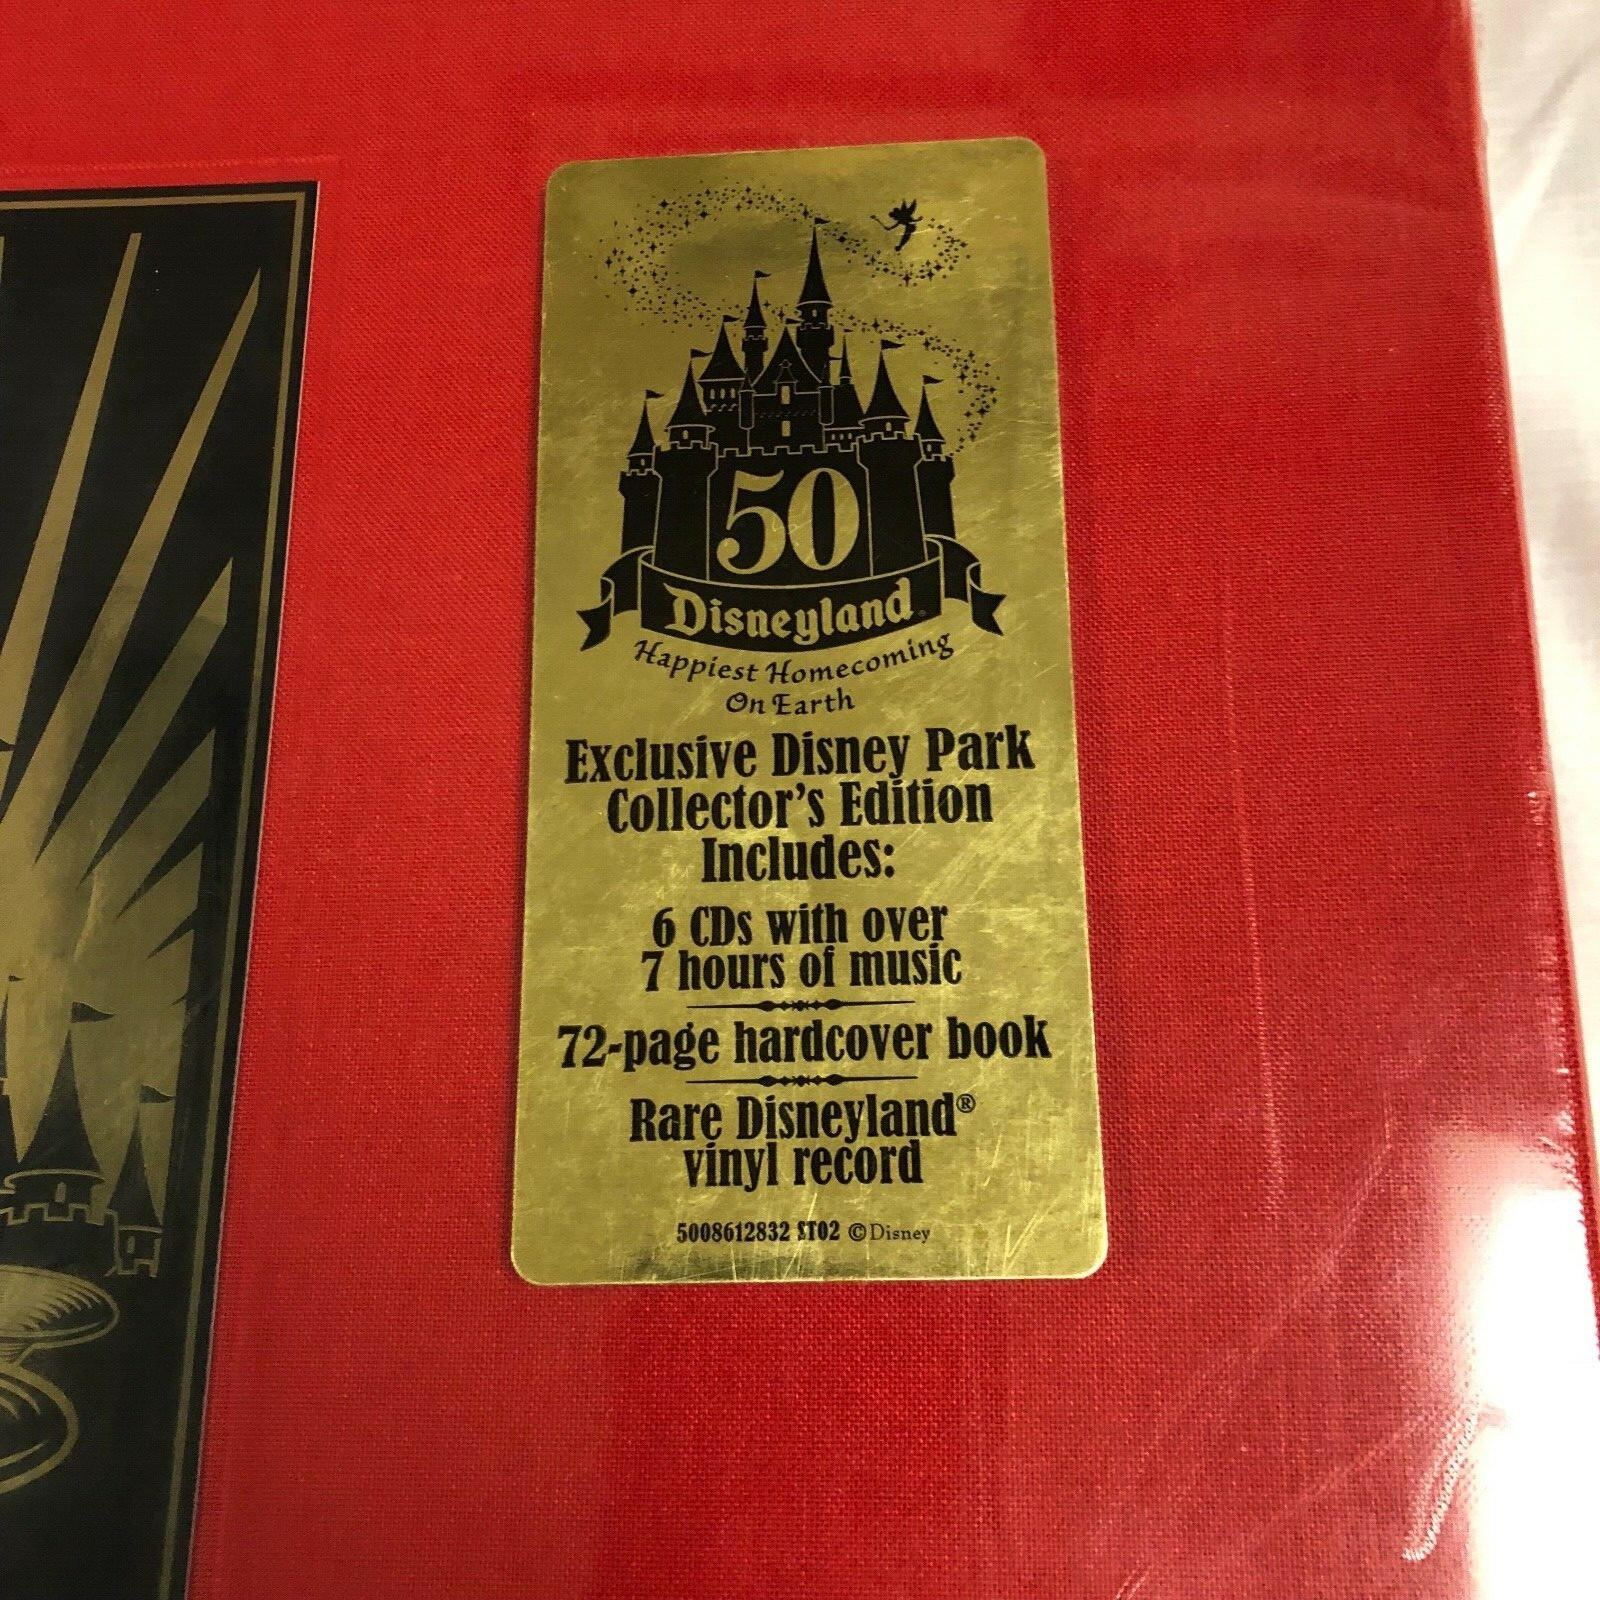 50
Disneyland
Happiest Homecoming
On Earth
Exclusive Disney Park
Collector's Edition
Includes:
6 CDs with over
7 hours of music
72-page hardcover book
Rare Disneyland®
vinyl record
5008612832 ST02 ©Disney